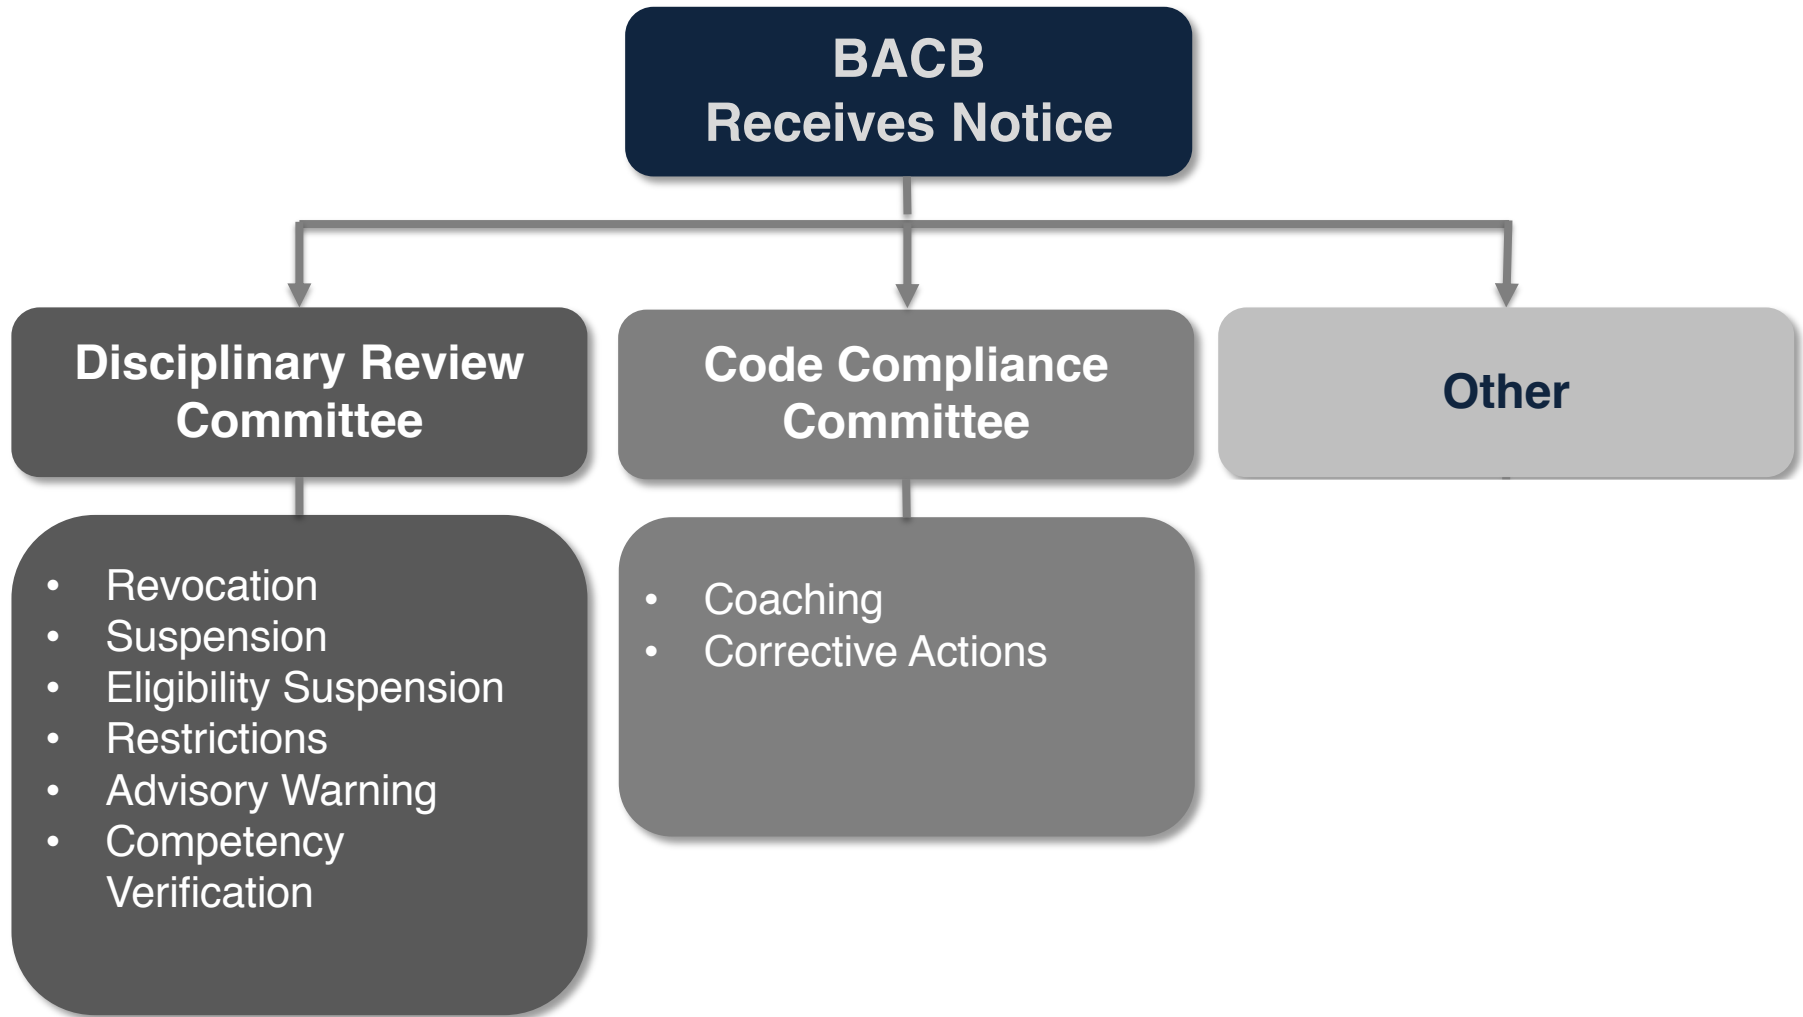 BACB
Receives Notice
Disciplinary Review
Committee
Code Compliance
Committee
Other
• Revocation
• Suspension
• Eligibility Suspension
• Restrictions
• Advisory Warning
• Competency
Verification
• Coaching
• Corrective Actions